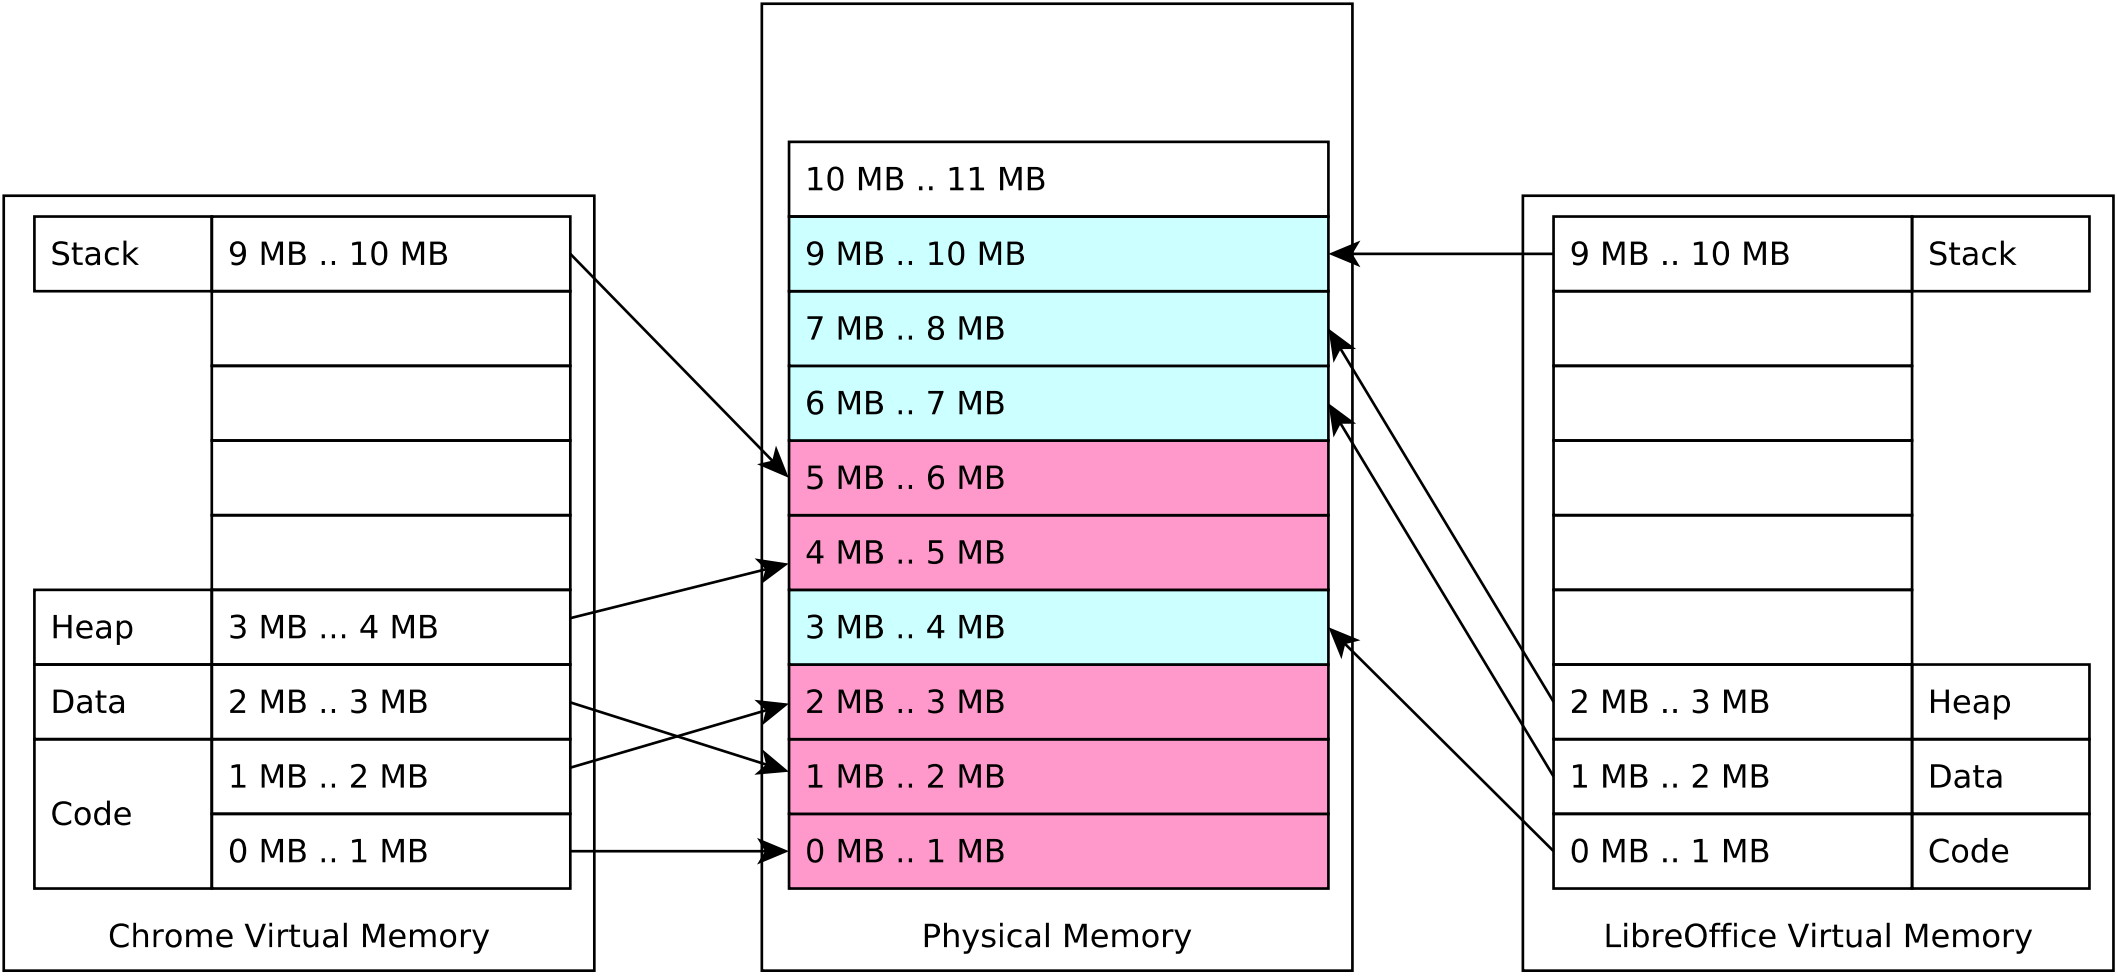 Stack
9 MB .. 10 MB
Heap
3 MB ... 4 MB
Data
2 MB .. 3 MB
Code
1 MB .. 2 MB
0 MB .. 1 MB
Chrome Virtual Memory
10 MB .. 11 MB
9 MB .. 10 MB
7 MB .. 8 MB
6 MB .. 7 MB
5 MB .. 6 MB
4 MB .. 5 MB
3 MB .. 4 MB
2 MB .. 3 MB
1 MB .. 2 MB
0 MB .. 1 MB
Physical Memory
9 MB .. 10 MB
Stack
2 MB .. 3 MB
Heap
1 MB .. 2 MB
Data
0 MB .. 1 MB
Code
LibreOffice Virtual Memory